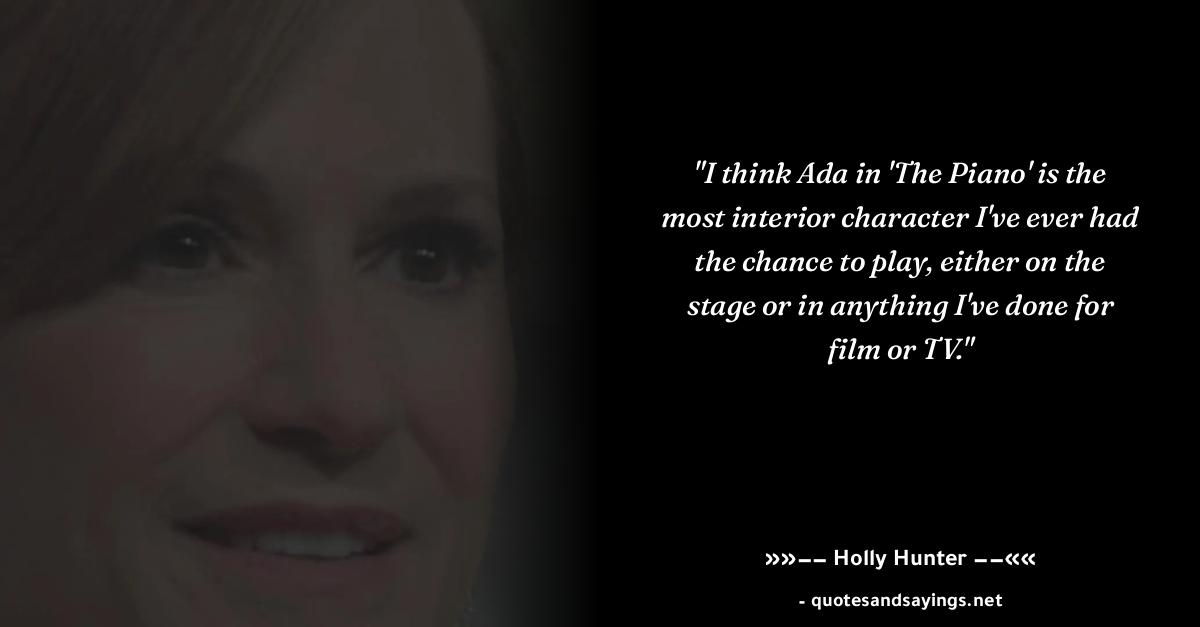 "I think Ada in 'The Piano' is the
most interior character I've ever had
the chance to play, either on the
stage or in anything I've done for
film or TV."
»»−− Holly Hunter −−««
- quotesandsayings.net